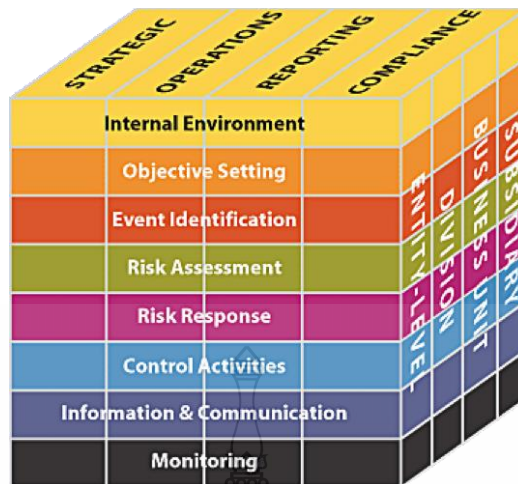 STRATEGIC
OPERATIONS
REPORTING
COMPLIANCE
Internal Environment
Objective Setting
Event Identification
Risk Assessment
Risk Response
Control Activities
Information & Communication
Monitoring
ENTITY-LEVEL
DIVISION
BUSINESS UNIT
SUBSIDIARY